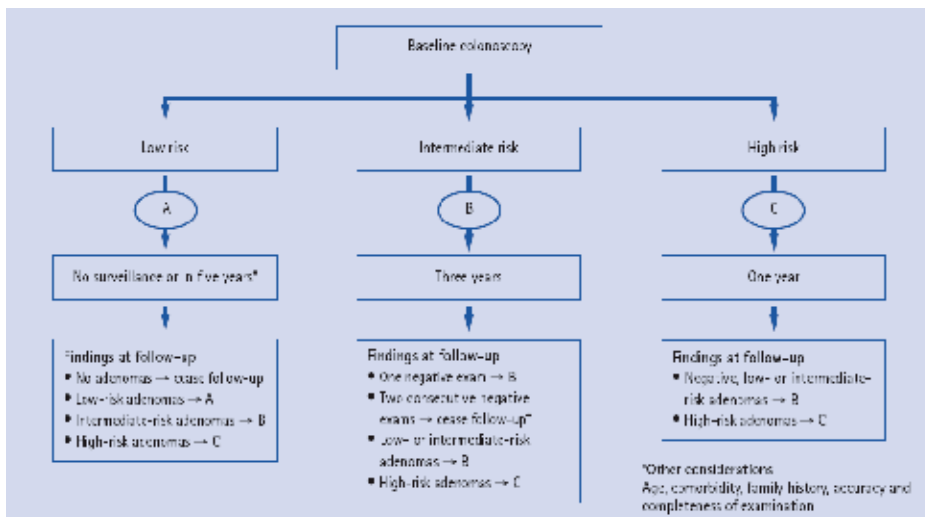 Baseline colonoscopy
Low risk
Intermediate risk
High risk
A
B
C
No surveillance or in five years*
Three years
One year
Findings at follow-up
• No adenomas → cease follow-up
• Low-risk adenomas → A
• Intermediate-risk adenomas → B
• High-risk adenomas → C
Findings at follow-up
• One negative exam → B
• Two consecutive negative
exams → cease follow-up
• Low- or intermediate-risk
adenomas → B
• High-risk adenomas → C
Findings at follow-up
• Negative, low- or intermediate-
risk adenomas → B
• High-risk adenomas → C
*Other considerations
Age, comorbidity, family history, accuracy and
completeness of examination